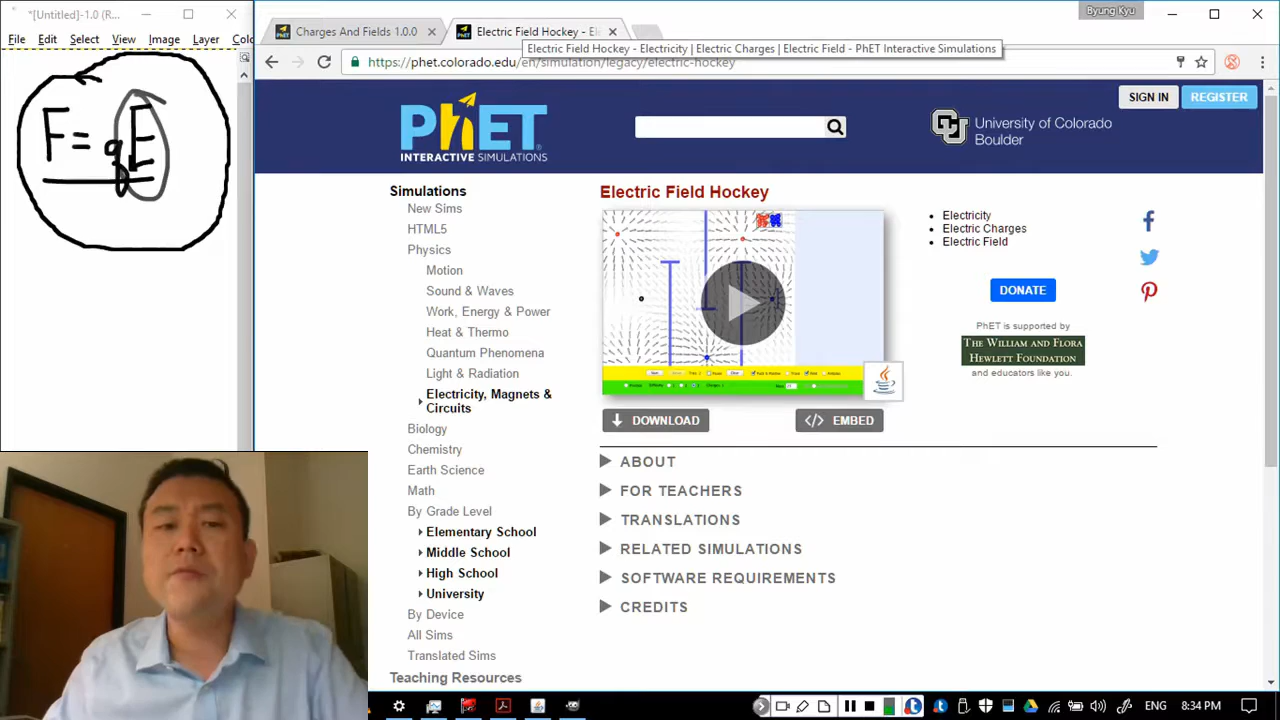 *[Untitled]-1.0 (R...
File Edit Select View Image Layer Colo
F = qE
Charges And Fields 1.0.0
Electric Field Hockey - El
Byung Kyu
Electric Field Hockey - Electricity | Electric Charges | Electric Field - PhET Interactive Simulations
https://phet.colorado.edu/en/simulation/legacy/electric-hockey
PhET
INTERACTIVE SIMULATIONS
CU
University of Colorado
Boulder
SIGN IN
REGISTER
Simulations
New Sims
HTML5
Physics
Motion
Sound & Waves
Work, Energy & Power
Heat & Thermo
Quantum Phenomena
Light & Radiation
Electricity, Magnets &
Circuits
Biology
Chemistry
Earth Science
Math
By Grade Level
Elementary School
Middle School
High School
University
By Device
All Sims
Translated Sims
Teaching Resources
Electric Field Hockey
DOWNLOAD
EMBED
ABOUT
FOR TEACHERS
TRANSLATIONS
RELATED SIMULATIONS
SOFTWARE REQUIREMENTS
CREDITS
Electricity
Electric Charges
Electric Field
DONATE
PhET is supported by
THE WILLIAM AND FLORA
HEWLETT FOUNDATION
and educators like you.
ENG
8:34 PM